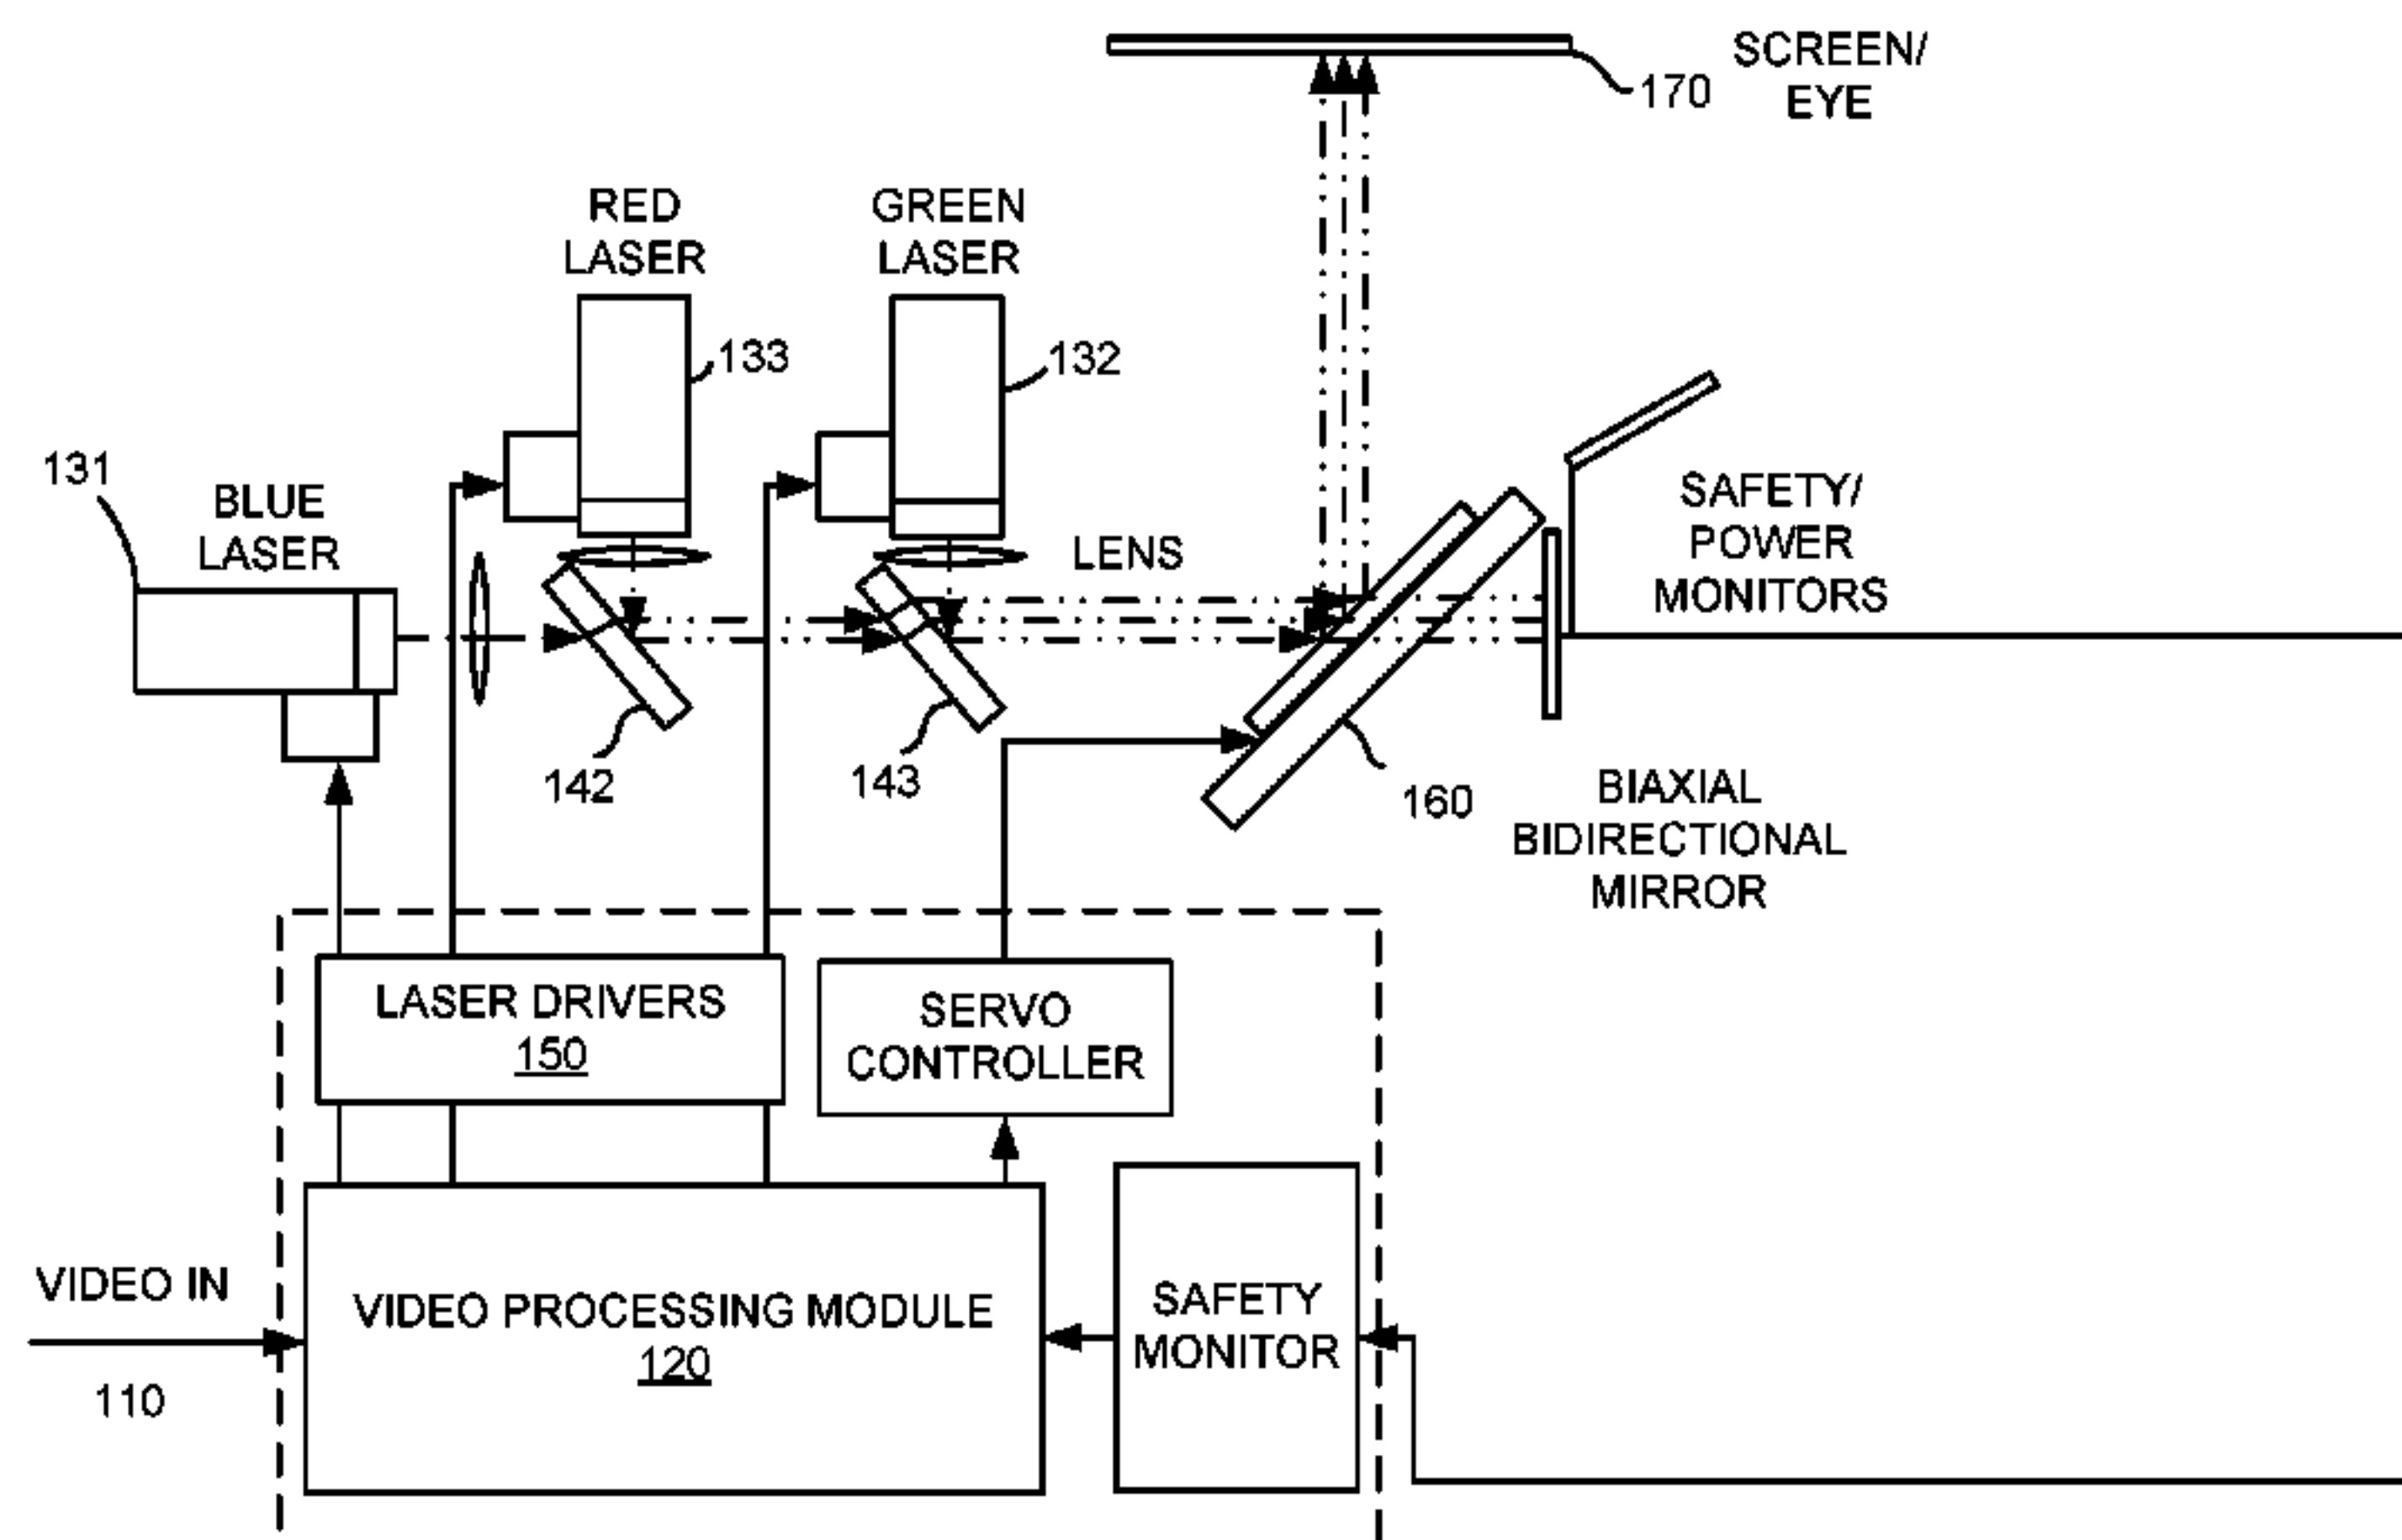 SCREEN/
EYE
170
RED
LASER
GREEN
LASER
133
132
131
BLUE
LASER
LENS
SAFETY/
POWER
MONITORS
142
143
160
BIAXIAL
BIDIRECTIONAL
MIRROR
LASER DRIVERS
150
SERVO
CONTROLLER
VIDEO IN
110
VIDEO PROCESSING MODULE
120
SAFETY
MONITOR